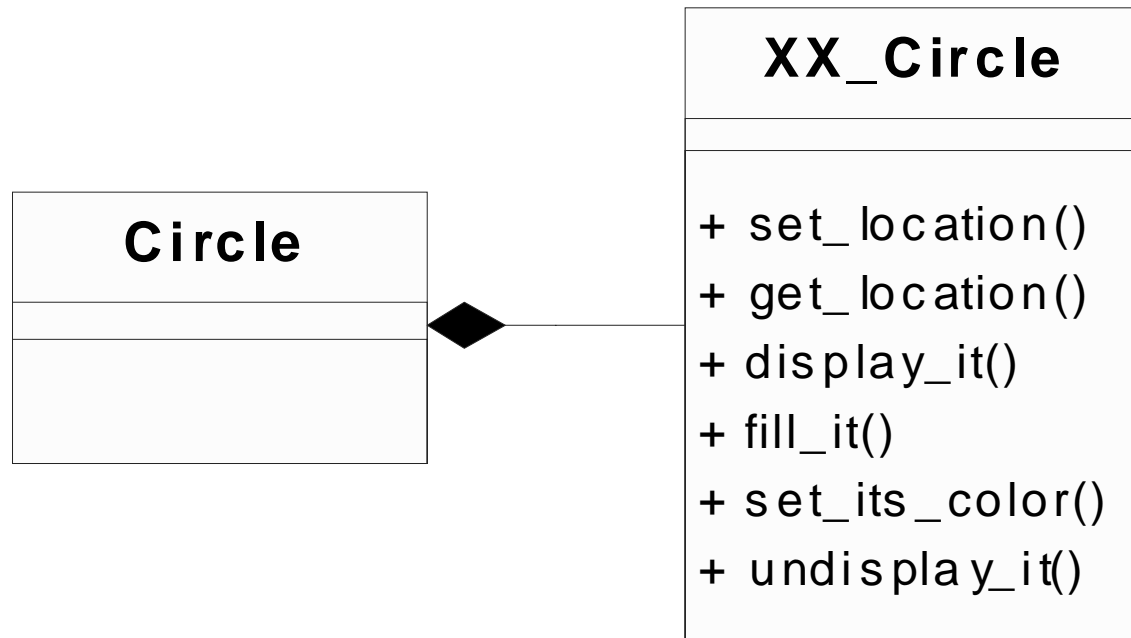 XX_Circle
Circle
+ set_location()
+ get_location()
+ display_it()
+ fill_it()
+ set_its_color()
+ undisplay_it()